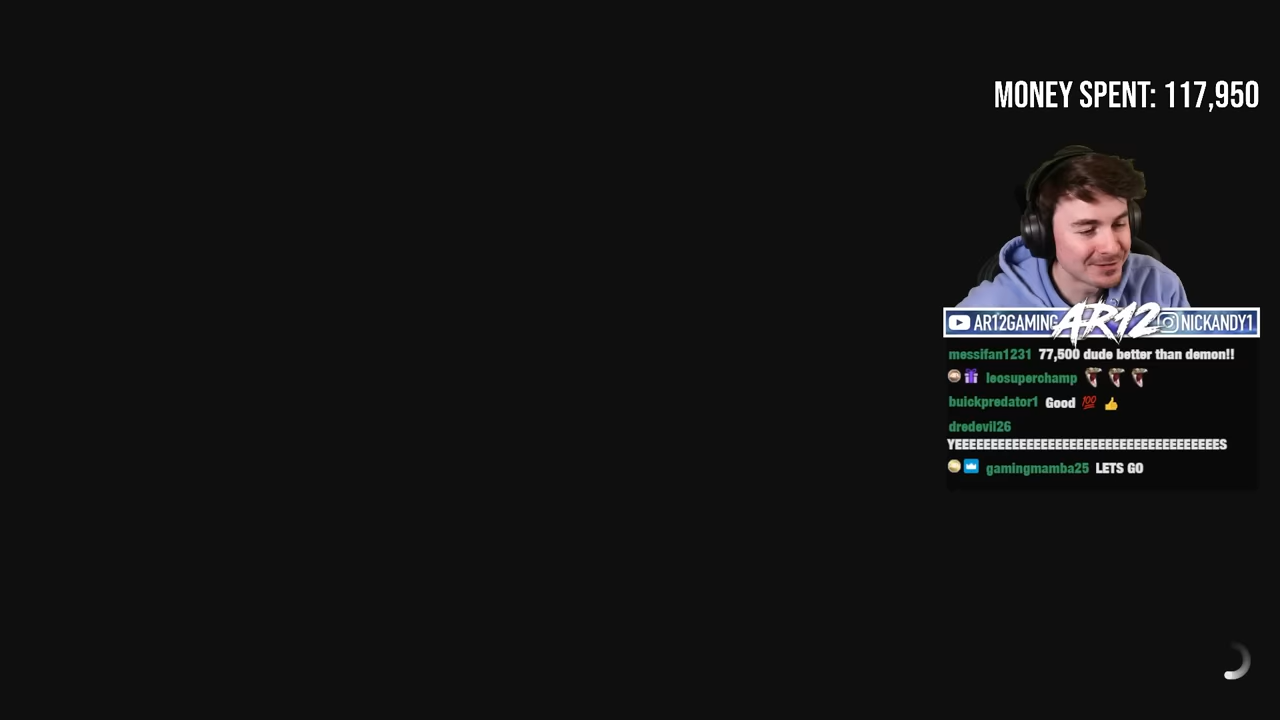 MONEY SPENT: 117,950
AR12GAMING AR12 NICKANDY1
messifan1231 77,500 dude better than demon!!
leosuperchamp
buickpredator1 Good 💯 👍
dredevil26
YEEEEEEEEEEEEEEEEEEEEEEEEEEEEEEEEEEEEES
gamingmamba25 LETS GO